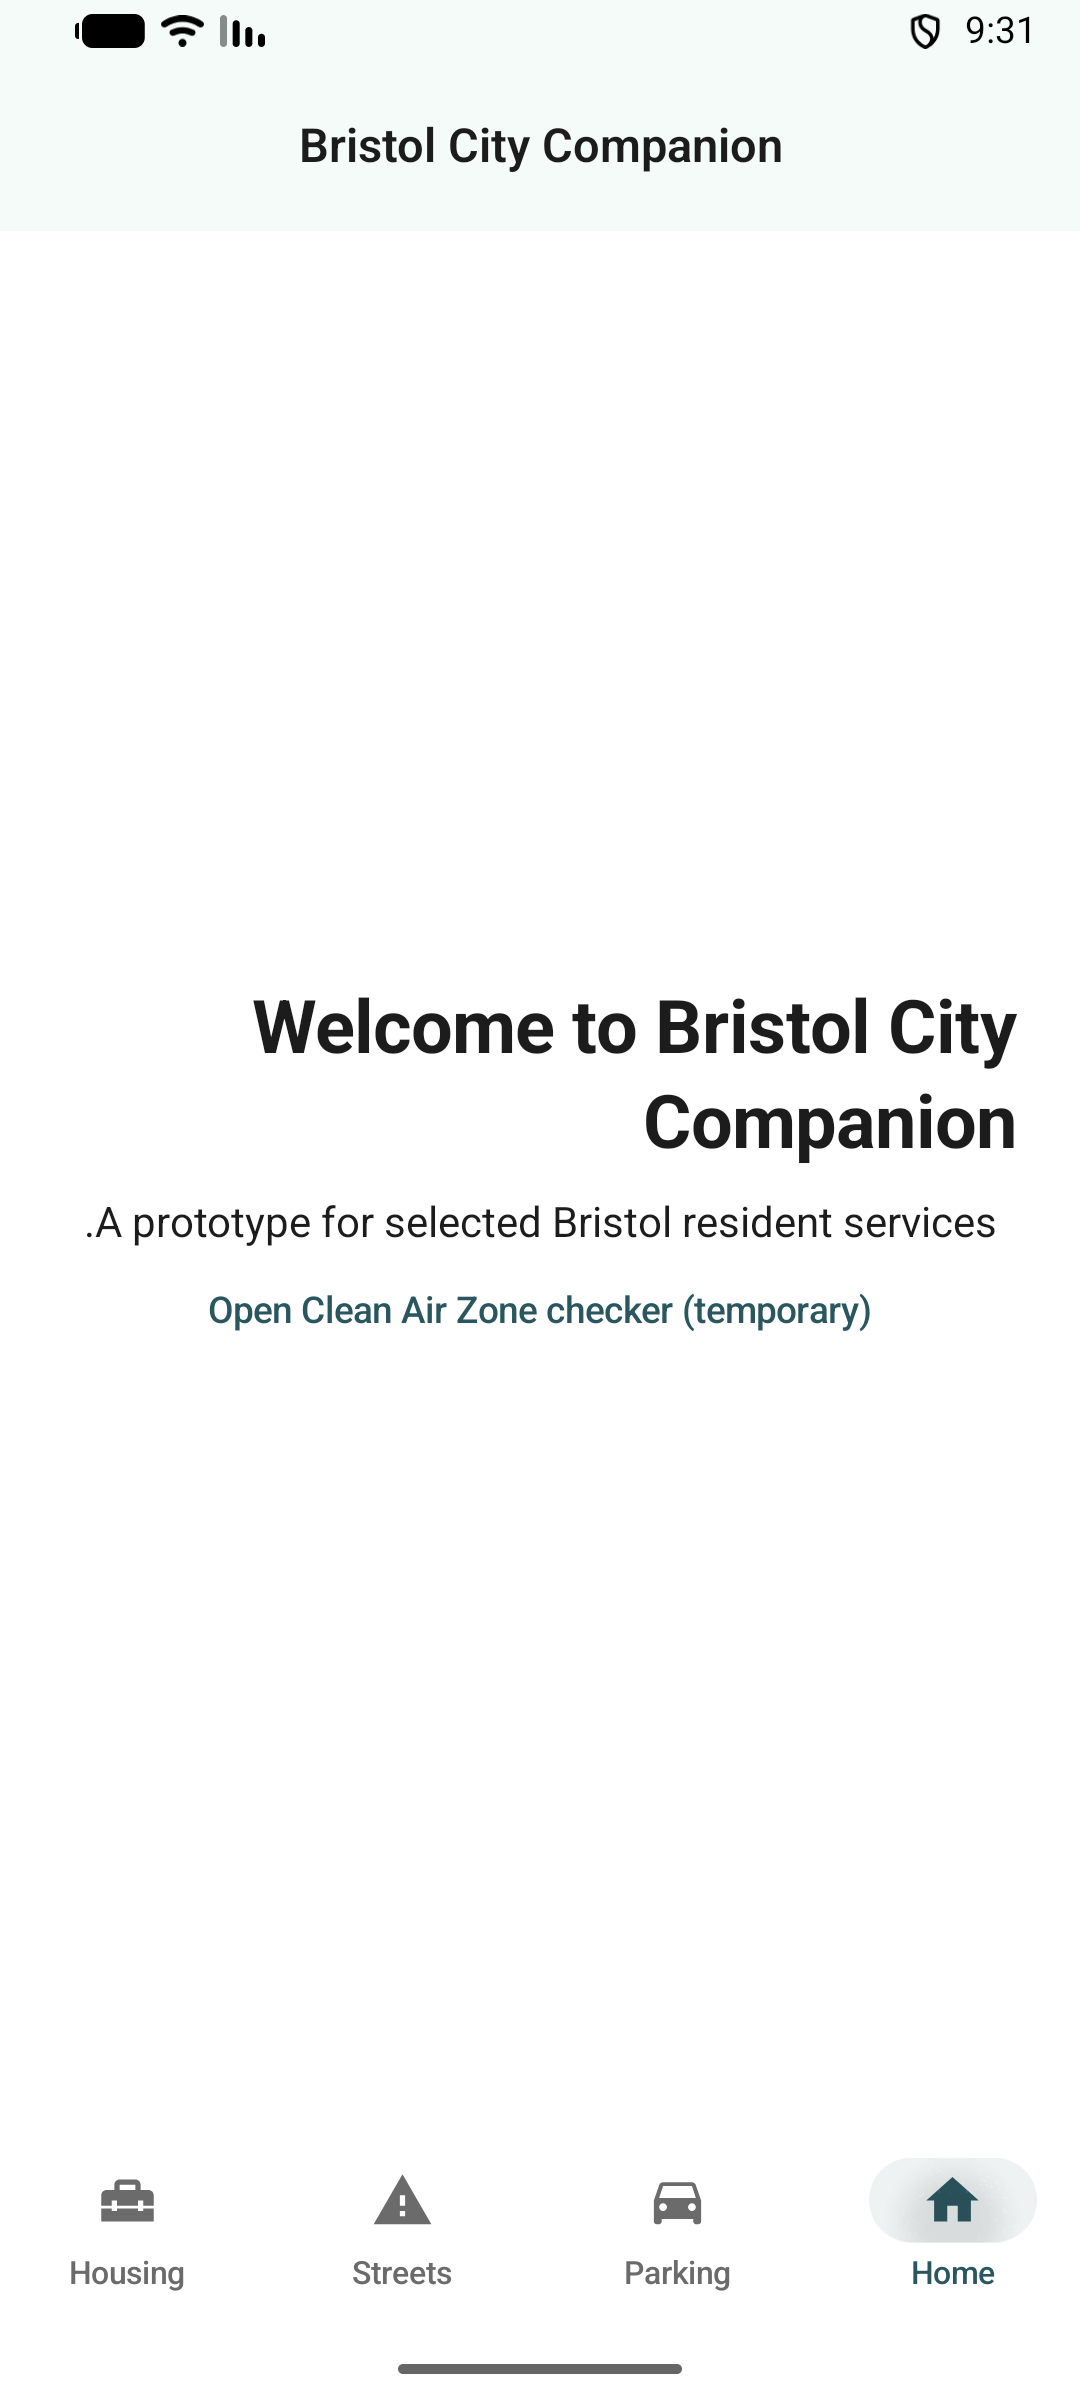 9:31
Bristol City Companion
Welcome to Bristol City
Companion
.A prototype for selected Bristol resident services
Open Clean Air Zone checker (temporary)
Housing
Streets
Parking
Home